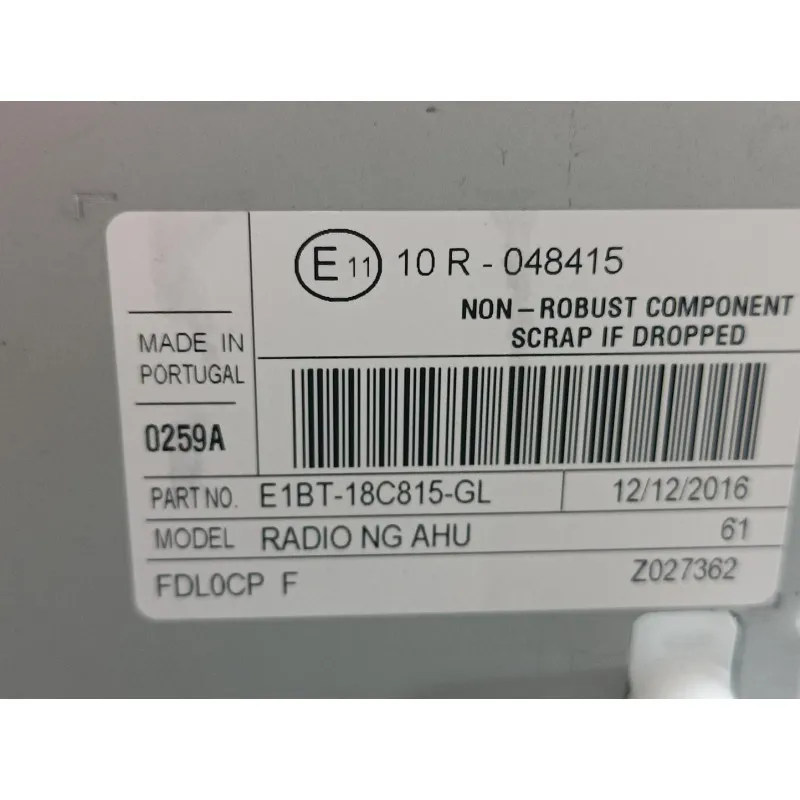 E 11 10 R - 048415
NON – ROBUST COMPONENT
SCRAP IF DROPPED
MADE IN
PORTUGAL
0259A
PART NO. E1BT-18C815-GL 12/12/2016
MODEL RADIO NG AHU 61
FDL0CP F Z027362